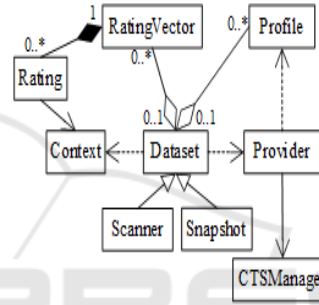 1
RatingVector
Profile
0..*
0..*
0..*
Rating
0..1
0..1
Context
Dataset
Provider
Scanner
Snapshot
CTSManage